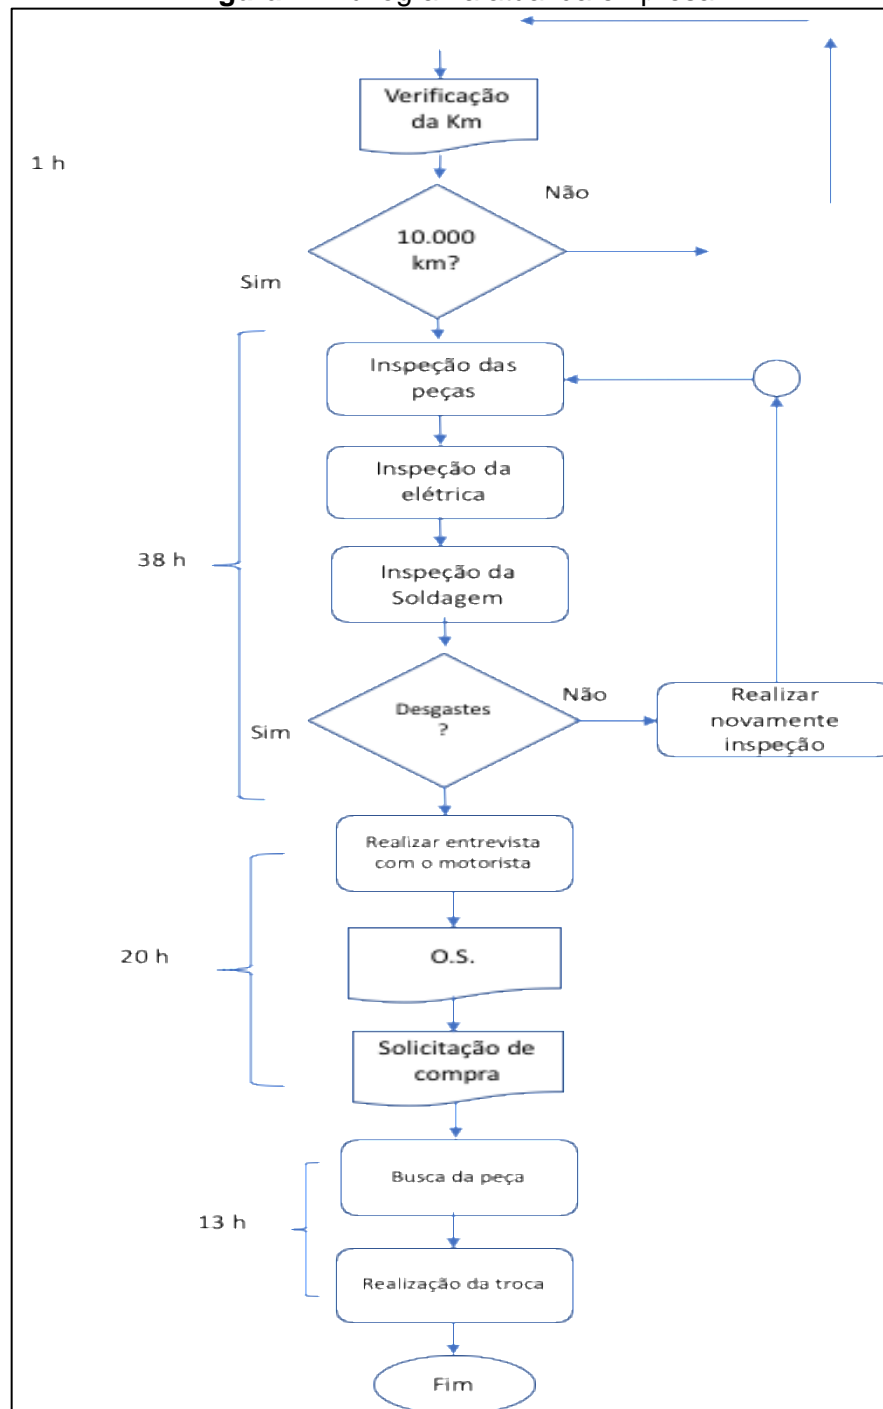 Verificação
da Km
1 h
Não
10.000
km?
Sim
Inspeção das
peças
Inspeção da
elétrica
38 h
Inspeção da
Soldagem
Desgastes
?
Não
Sim
Realizar
novamente
inspeção
Realizar entrevista
com o motorista
20 h
O.S.
Solicitação de
compra
Busca da peça
13 h
Realização da troca
Fim